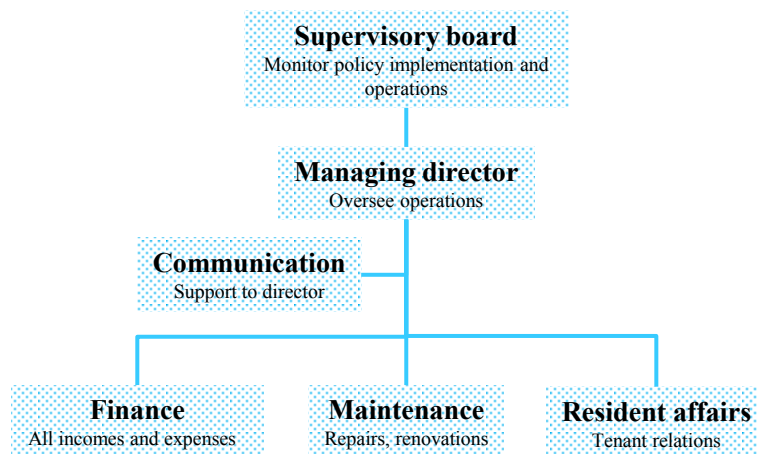 Supervisory board
Monitor policy implementation and
operations
Managing director
Oversee operations
Communication
Support to director
Finance
All incomes and expenses
Maintenance
Repairs, renovations
Resident affairs
Tenant relations